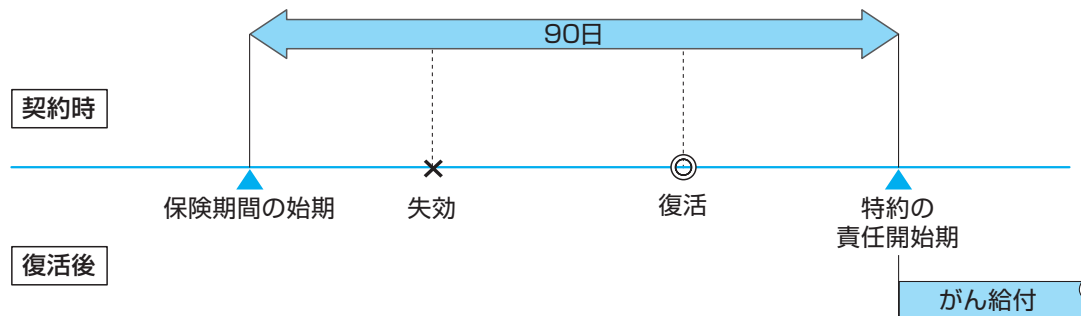 90日
契約時
保険期間の始期
失効
復活
特約の
責任開始期
復活後
がん給付